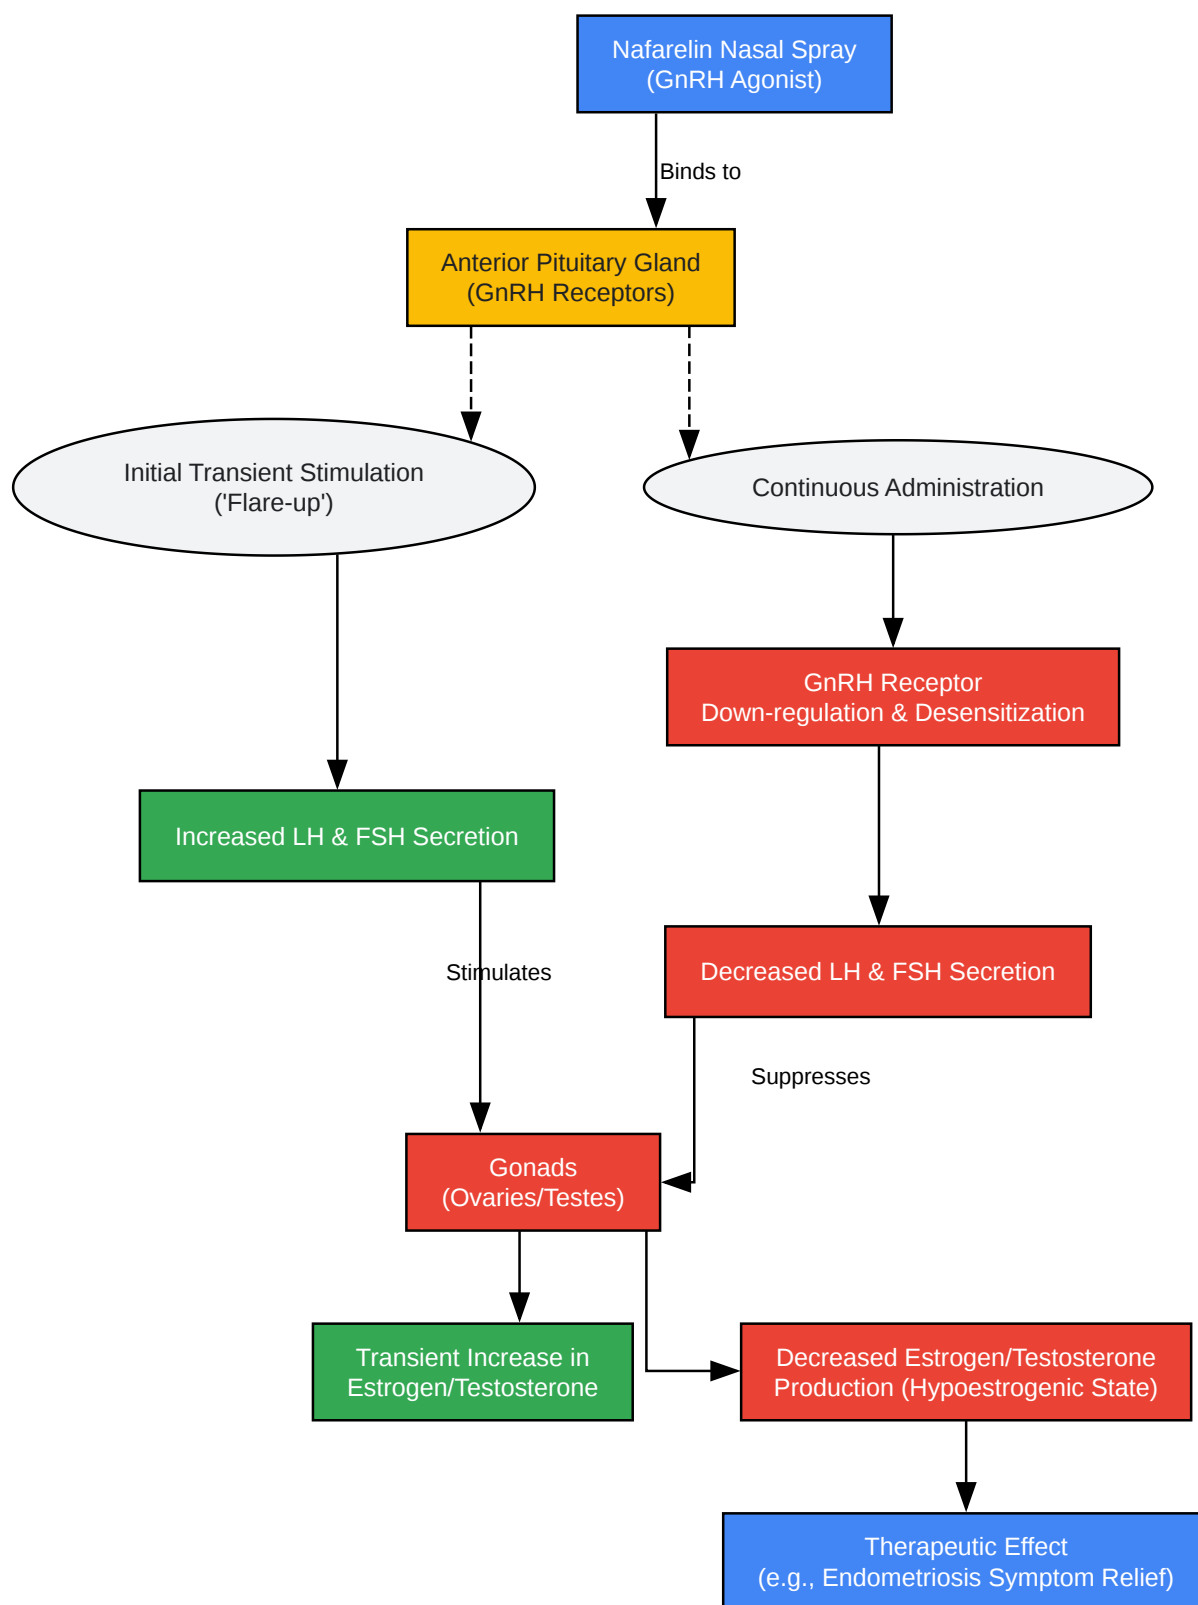 Nafarelin Nasal Spray
(GnRH Agonist)
Binds to
Anterior Pituitary Gland
(GnRH Receptors)
Initial Transient Stimulation
('Flare-up')
Continuous Administration
GnRH Receptor
Down-regulation & Desensitization
Increased LH & FSH Secretion
Stimulates
Decreased LH & FSH Secretion
Suppresses
Gonads
(Ovaries/Testes)
Transient Increase in
Estrogen/Testosterone
Decreased Estrogen/Testosterone
Production (Hypoestrogenic State)
Therapeutic Effect
(e.g., Endometriosis Symptom Relief)